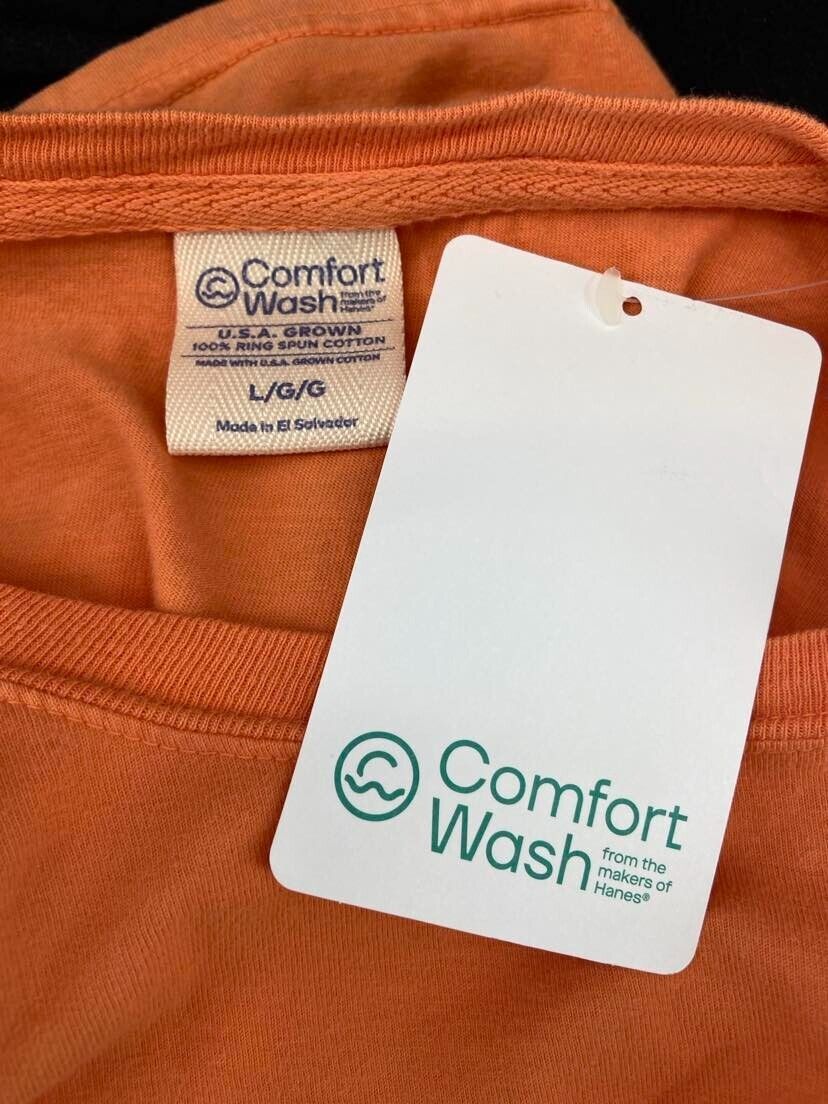 Comfort
Wash from the makers of Hanes®
U.S.A. GROWN
100% RING SPUN COTTON
MADE WITH U.S.A. GROWN COTTON
L/G/G
Made in El Salvador
Comfort
Wash
from the
makers of
Hanes®